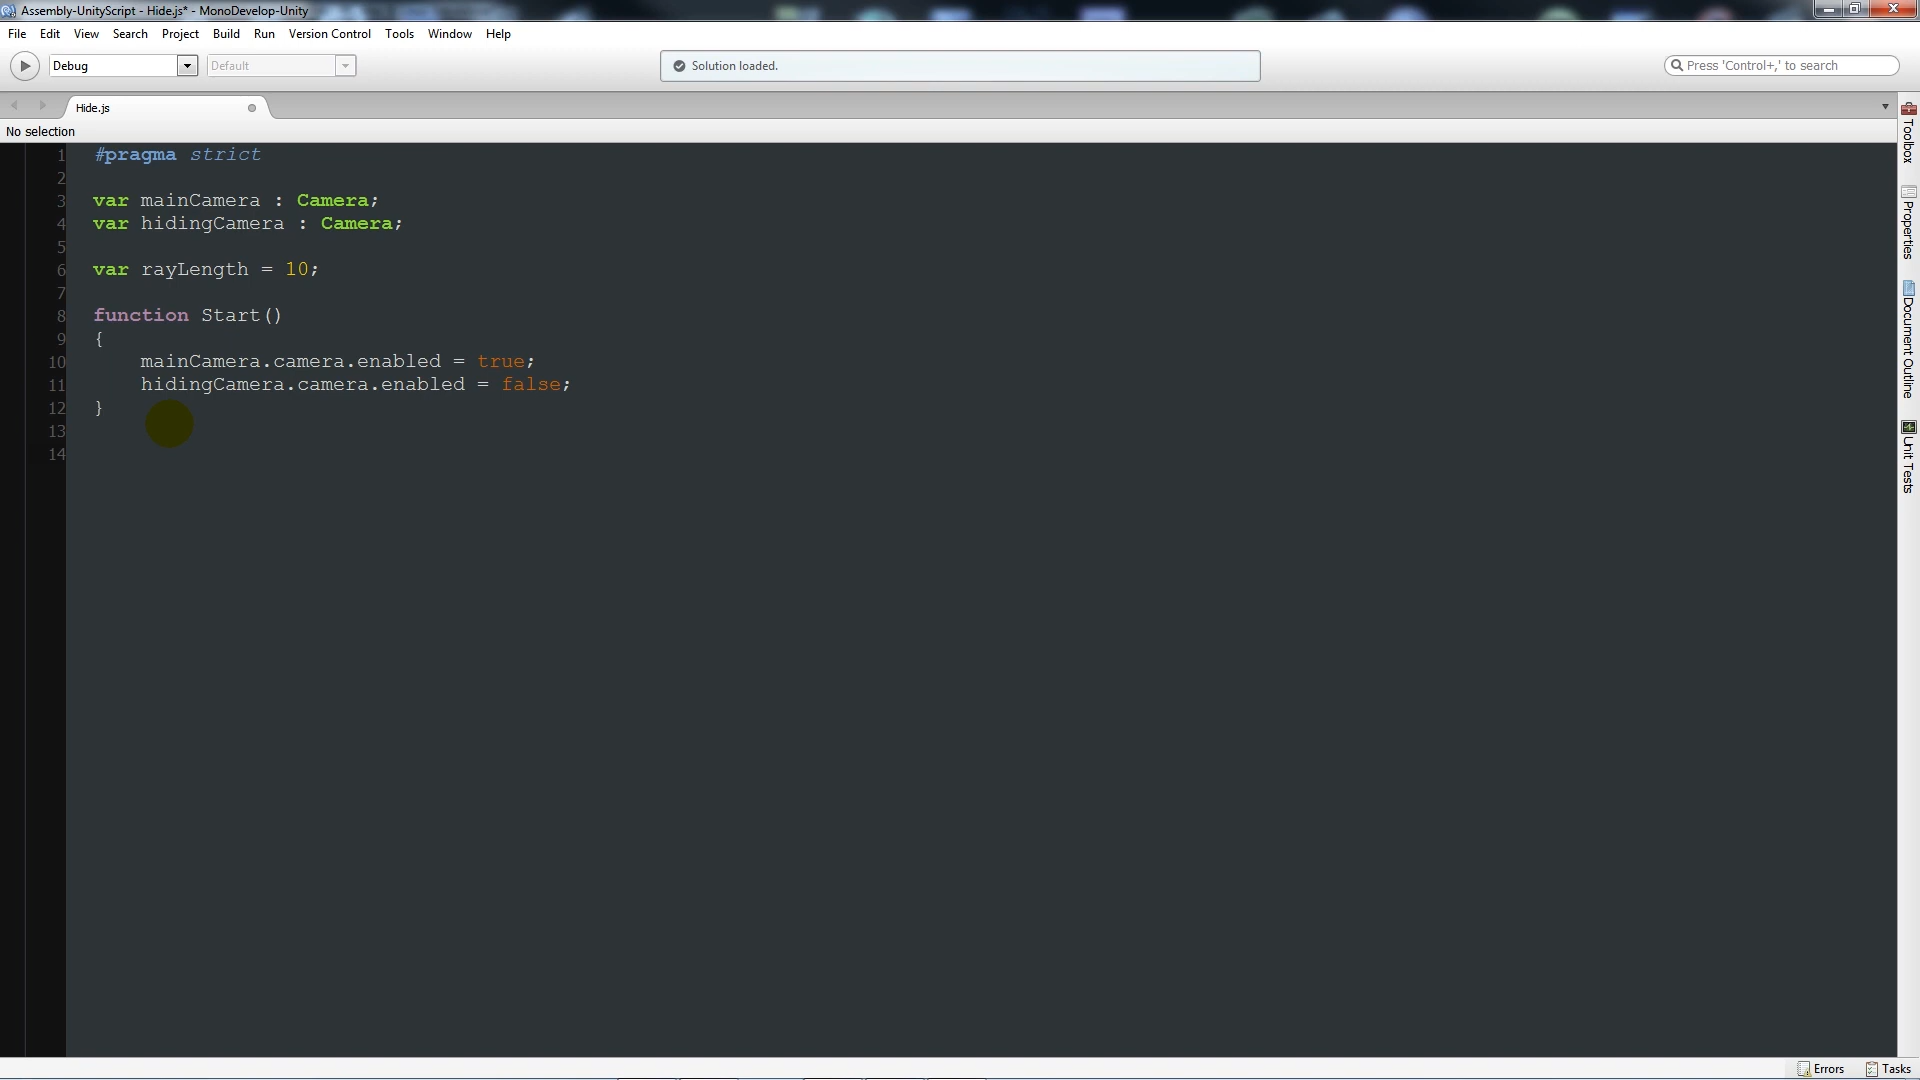 Assembly-UnityScript - Hide.js* - MonoDevelop-Unity
File Edit View Search Project Build Run Version Control Tools Window Help
Debug Default Solution loaded. Press 'Control+,' to search
Hide.js
No selection
1 #pragma strict
2
3 var mainCamera : Camera;
4 var hidingCamera : Camera;
5
6 var rayLength = 10;
7
8 function Start()
9 {
10 mainCamera.camera.enabled = true;
11 hidingCamera.camera.enabled = false;
12 }
13
14
Toolbox
Properties
Document Outline
Unit Tests
Errors Tasks